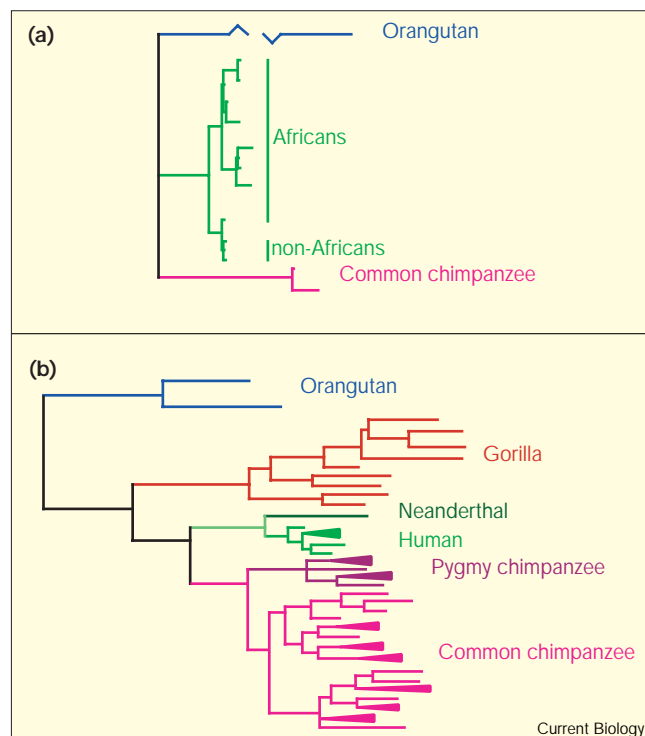 (a)
Orangutan
Africans
non-Africans
Common chimpanzee
(b)
Orangutan
Gorilla
Neanderthal
Human
Pygmy chimpanzee
Common chimpanzee
Current Biology